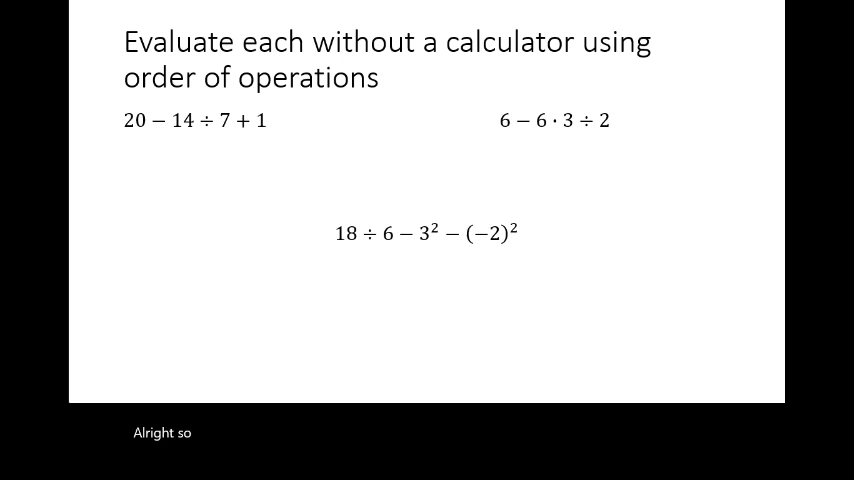 Evaluate each without a calculator using
order of operations
20 − 14 ÷ 7 + 1
6 − 6 · 3 ÷ 2
18 ÷ 6 − 3² − (−2)²
Alright so